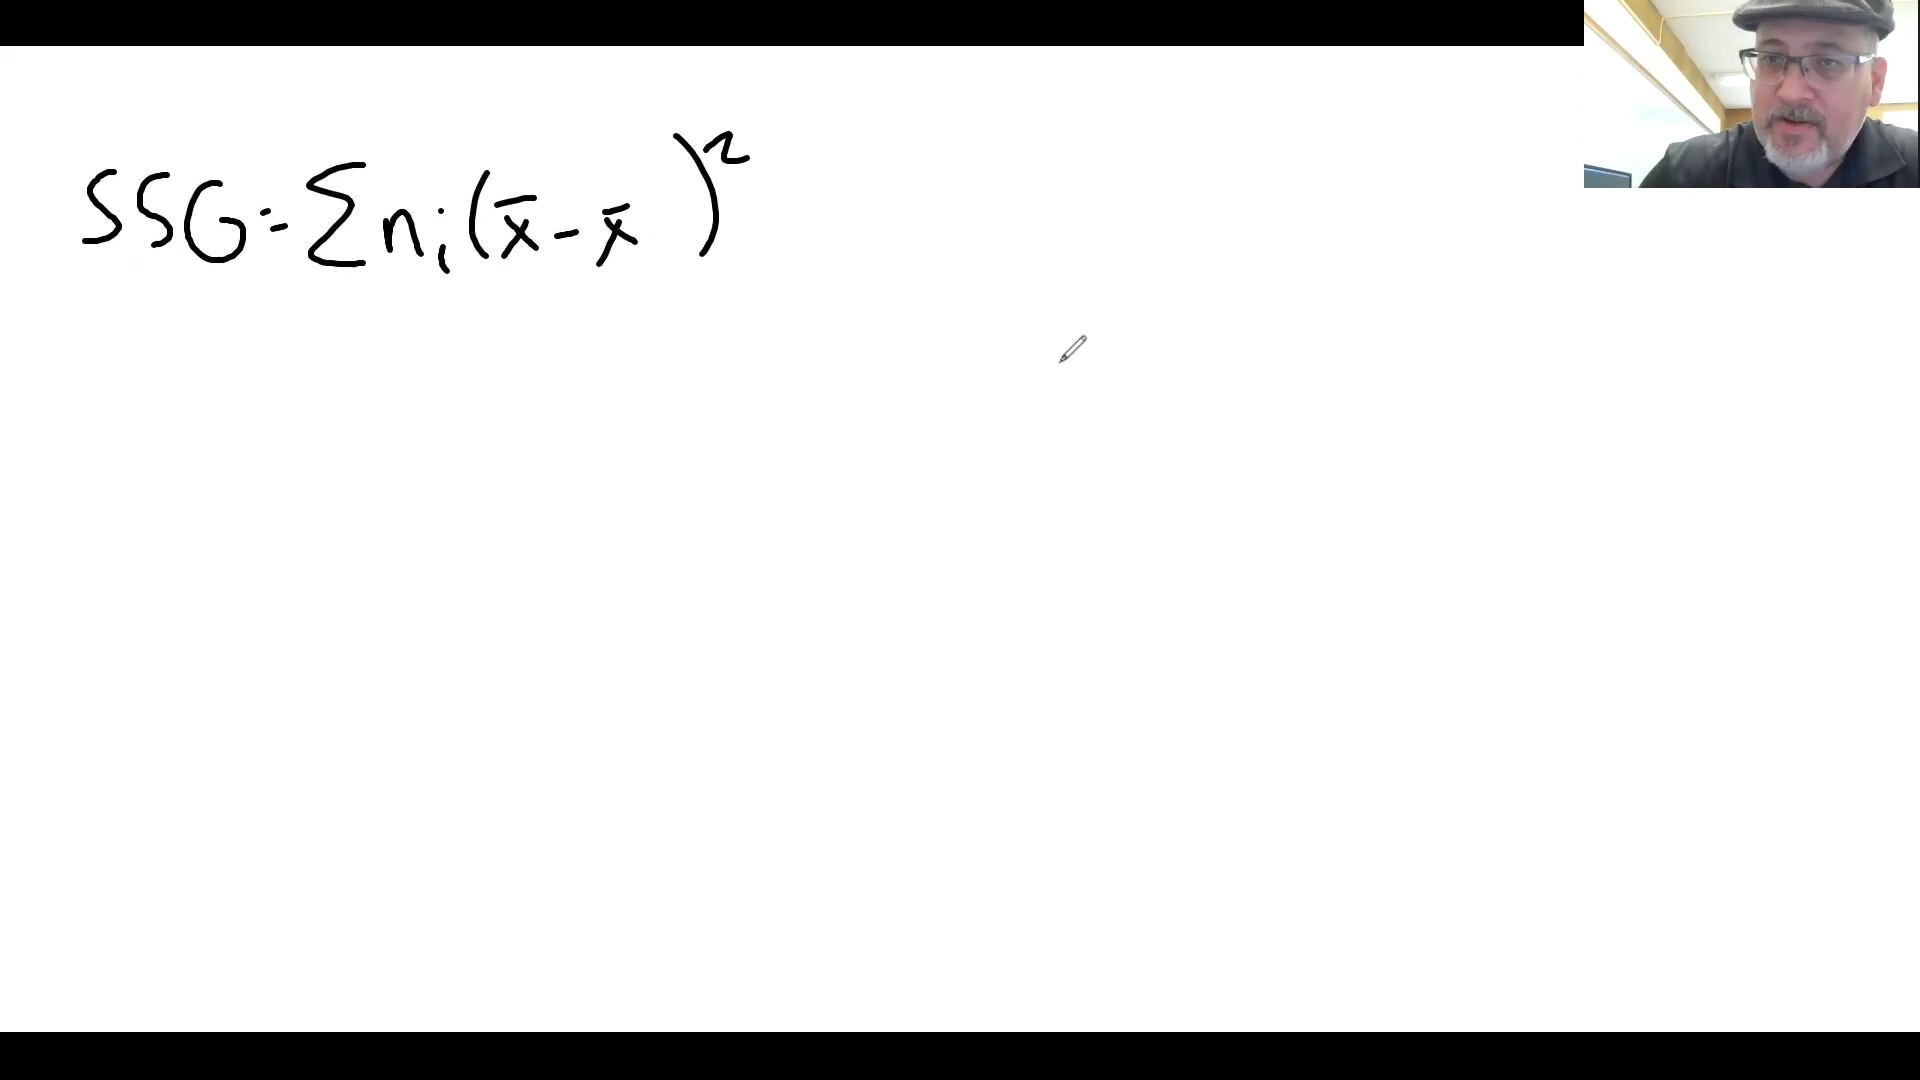 SSG = Σ nᵢ (x̄ - x̄ )²